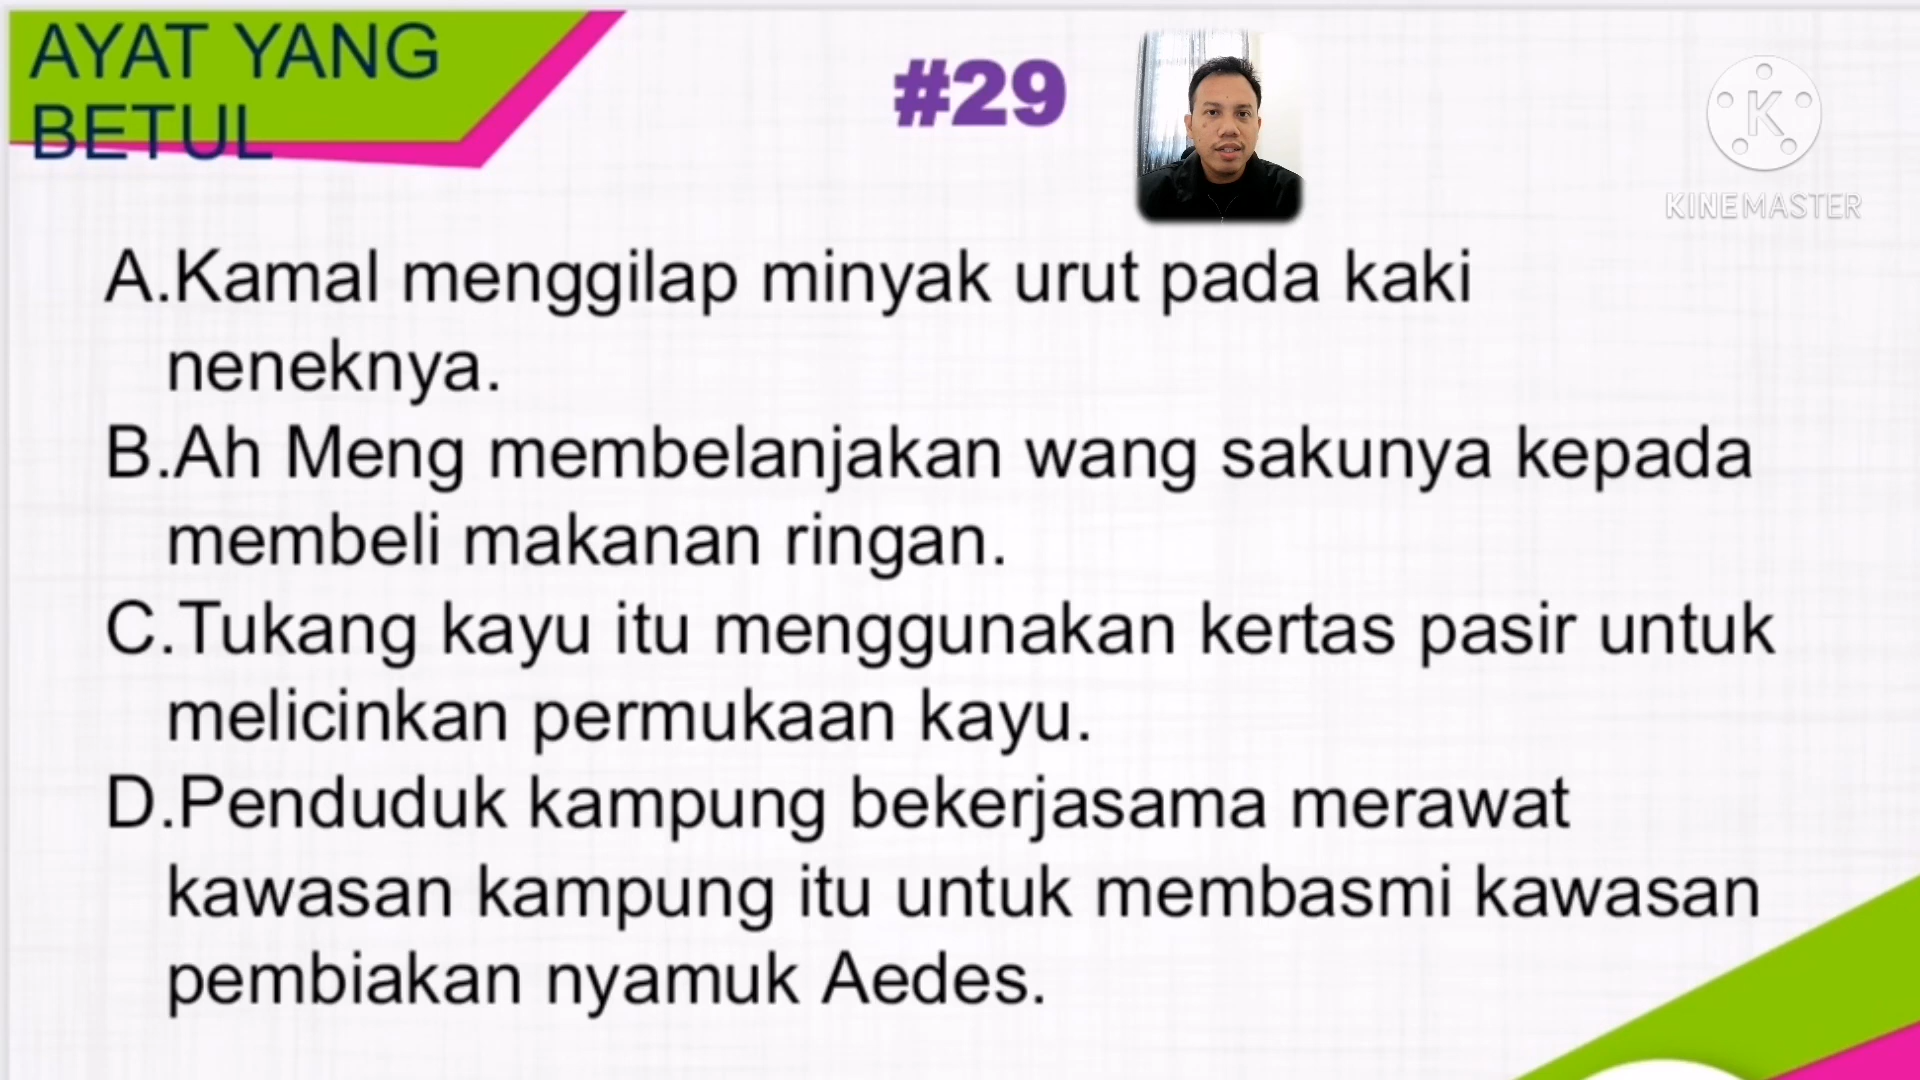 AYAT YANG
BETUL
#29
KINEMASTER
A.Kamal menggilap minyak urut pada kaki
neneknya.
B.Ah Meng membelanjakan wang sakunya kepada
membeli makanan ringan.
C.Tukang kayu itu menggunakan kertas pasir untuk
melicinkan permukaan kayu.
D.Penduduk kampung bekerjasama merawat
kawasan kampung itu untuk membasmi kawasan
pembiakan nyamuk Aedes.